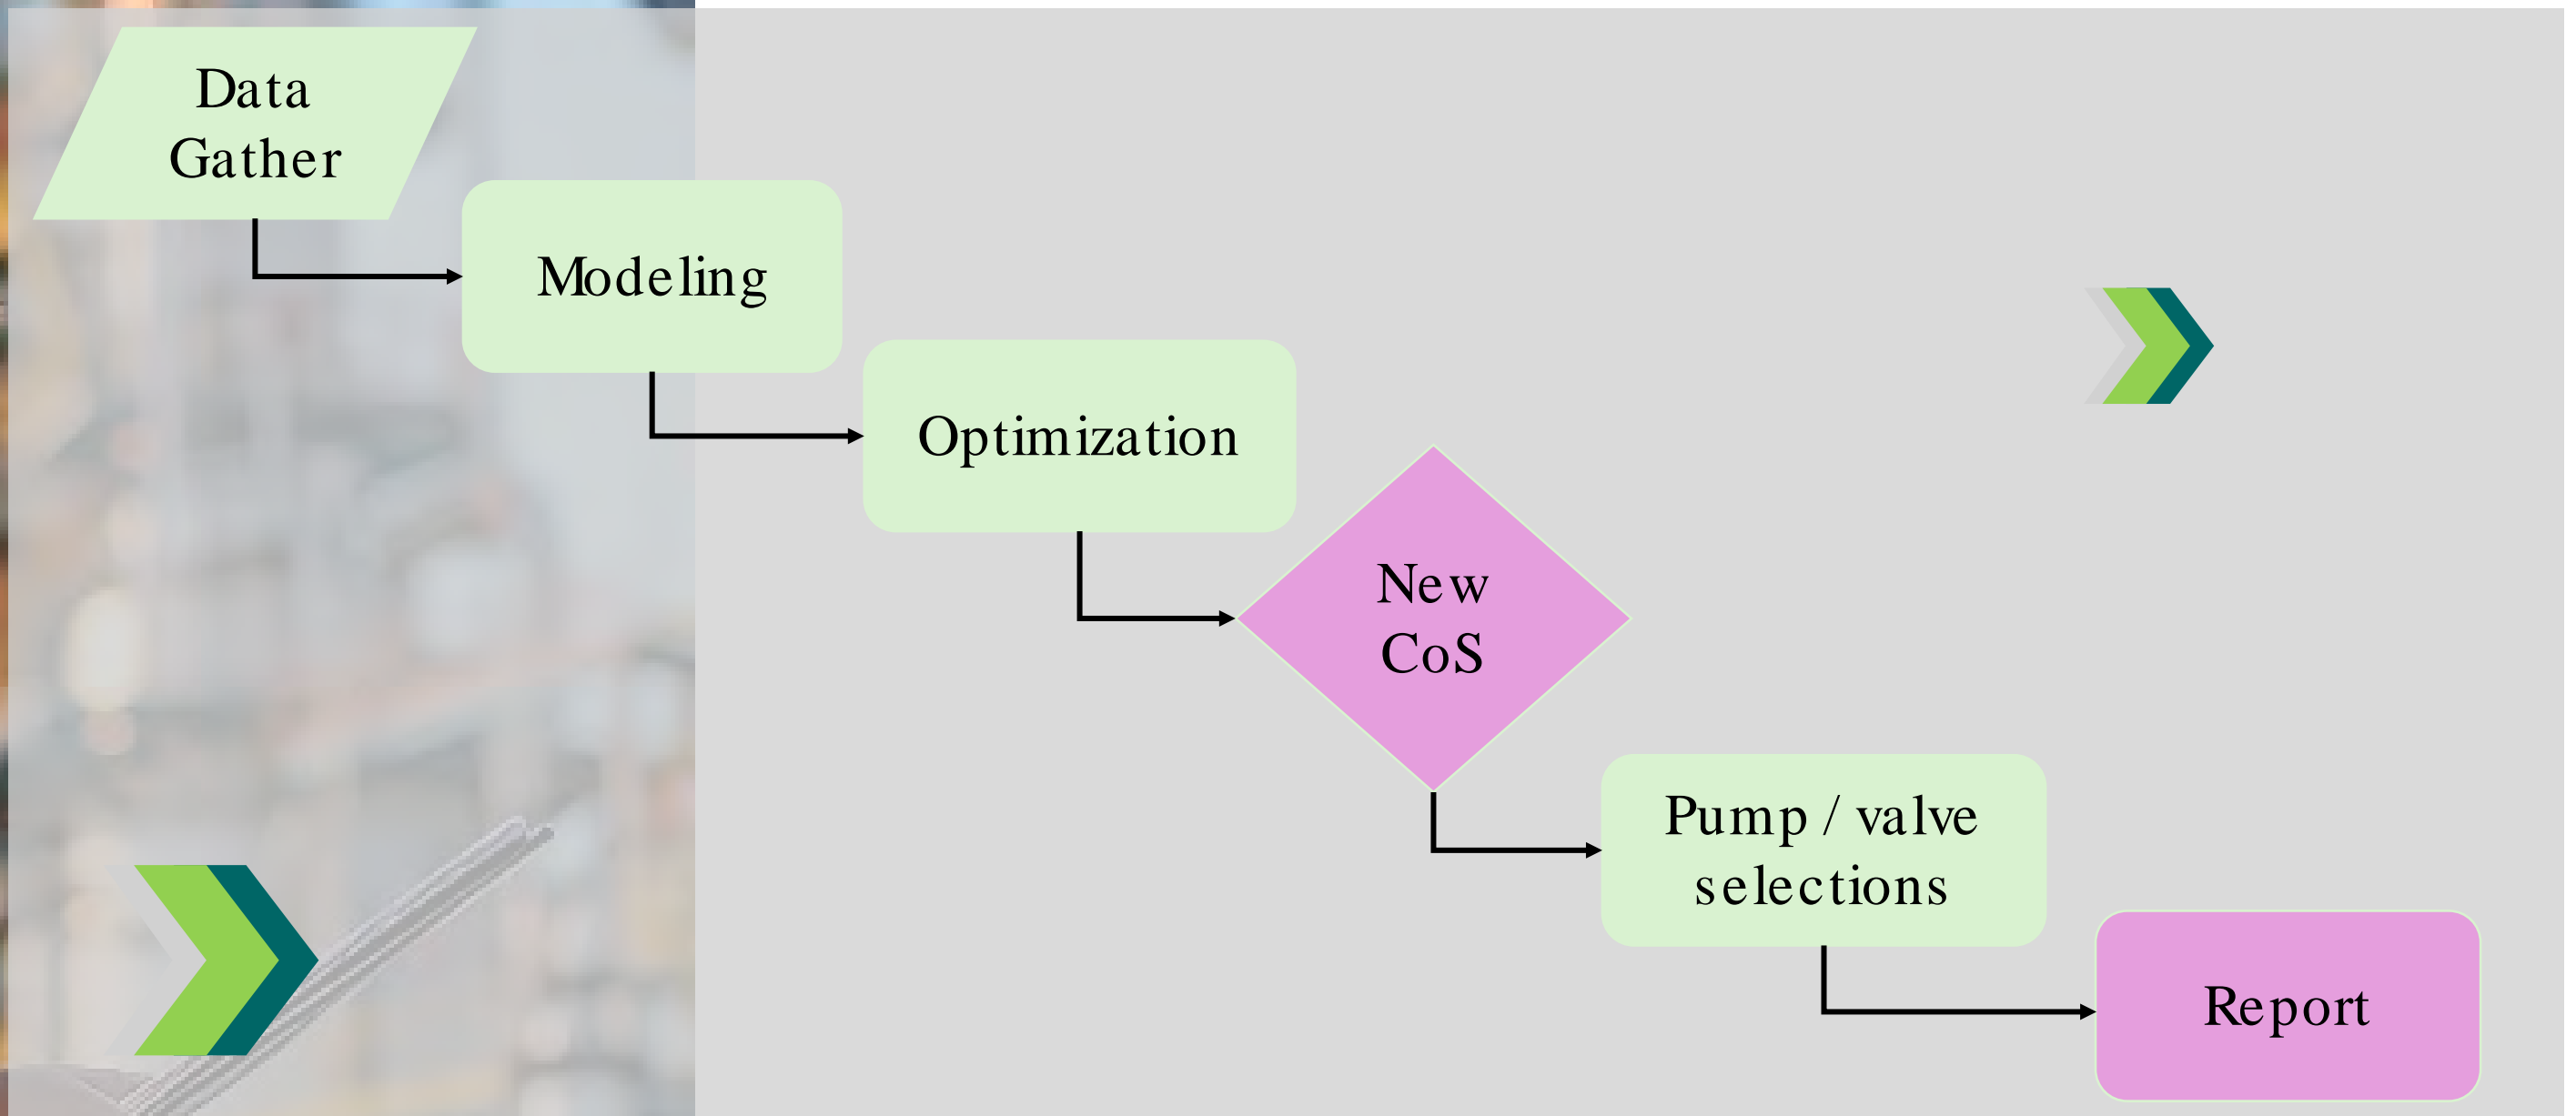 Data
Gather
Modeling
Optimization
New
CoS
Pump / valve
selections
Report